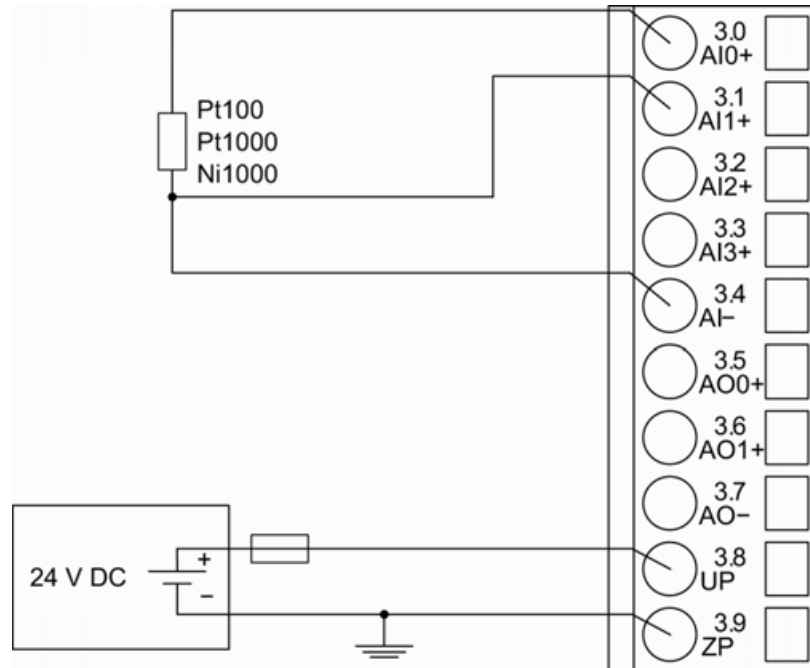 3.0
AI0+
Pt100
Pt1000
Ni1000
3.1
AI1+
3.2
AI2+
3.3
AI3+
3.4
AI−
3.5
AO0+
3.6
AO1+
3.7
AO−
24 V DC
+
−
3.8
UP
3.9
ZP